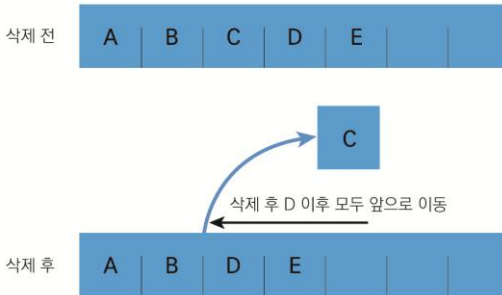 삭제 전 A B C D E
C
삭제 후 D 이후 모두 앞으로 이동
삭제 후 A B D E